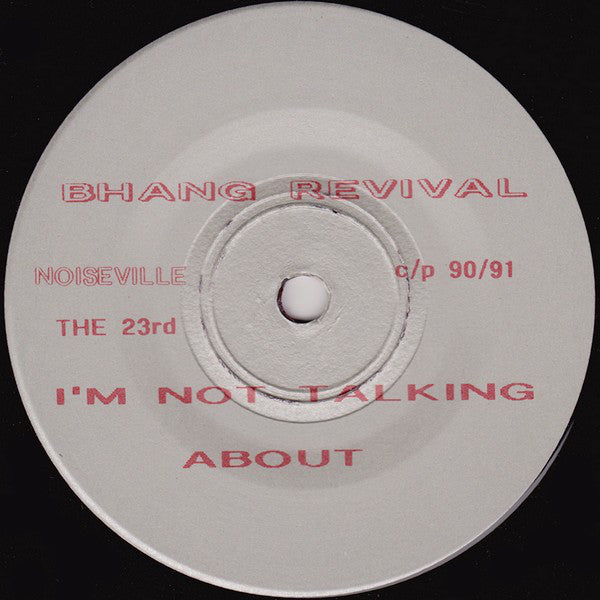 BHANG REVIVAL
NOISEVILLE c/p 90/91
THE 23rd
I'M NOT TALKING
ABOUT